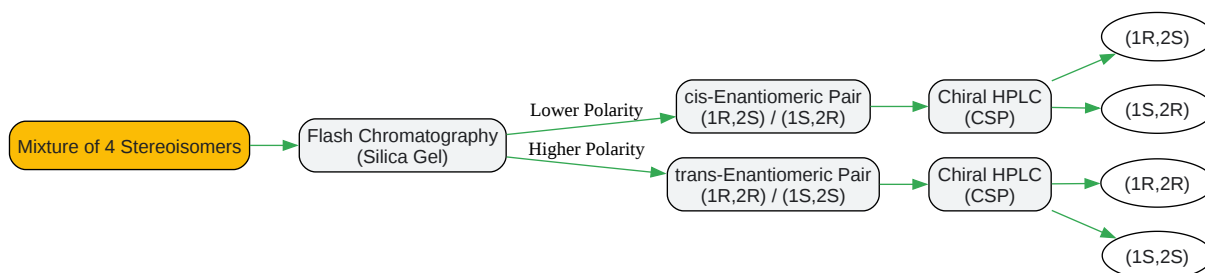 Mixture of 4 Stereoisomers
Flash Chromatography
(Silica Gel)
Lower Polarity
Higher Polarity
cis-Enantiomeric Pair
(1R,2S) / (1S,2R)
trans-Enantiomeric Pair
(1R,2R) / (1S,2S)
Chiral HPLC
(CSP)
Chiral HPLC
(CSP)
(1R,2S)
(1S,2R)
(1R,2R)
(1S,2S)